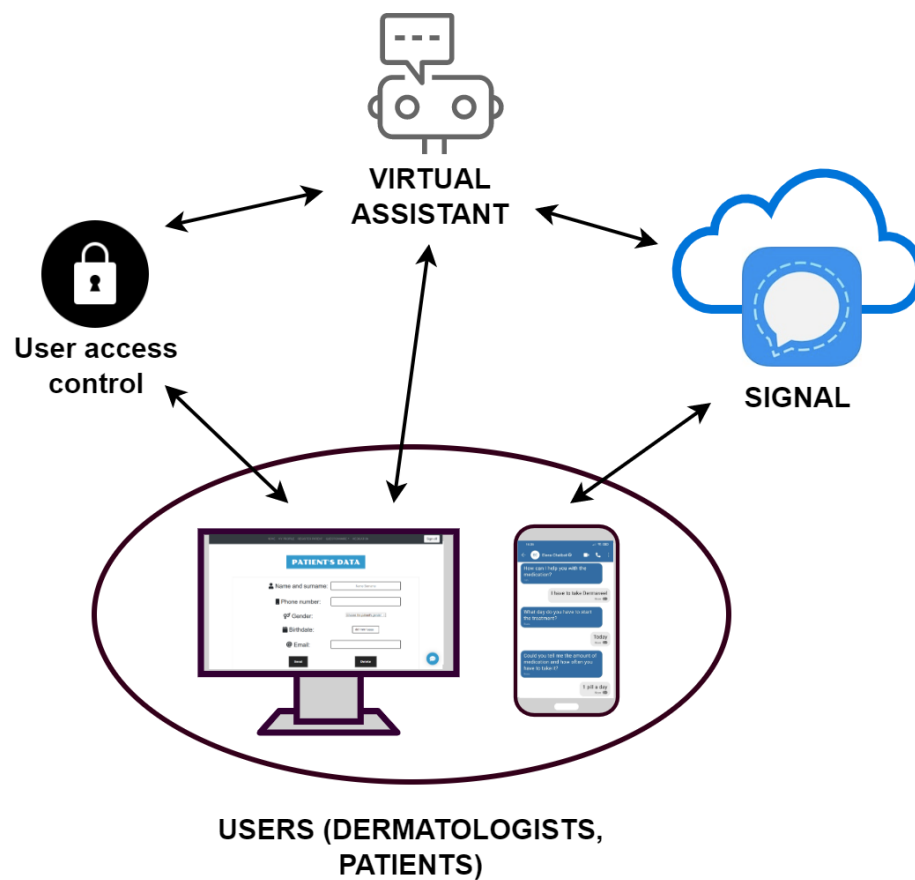 VIRTUAL
ASSISTANT
User access
control
SIGNAL
PATIENT'S DATA
Name and surname:
Phone number:
Gender:
Birthdate:
Email:
How can I help you with the
medication?
I have to take Dermaseel
What day do you have to start
the treatment?
Today
Could you tell me the amount of
medication and how often you
have to take it?
1 pill a day
USERS (DERMATOLOGISTS,
PATIENTS)